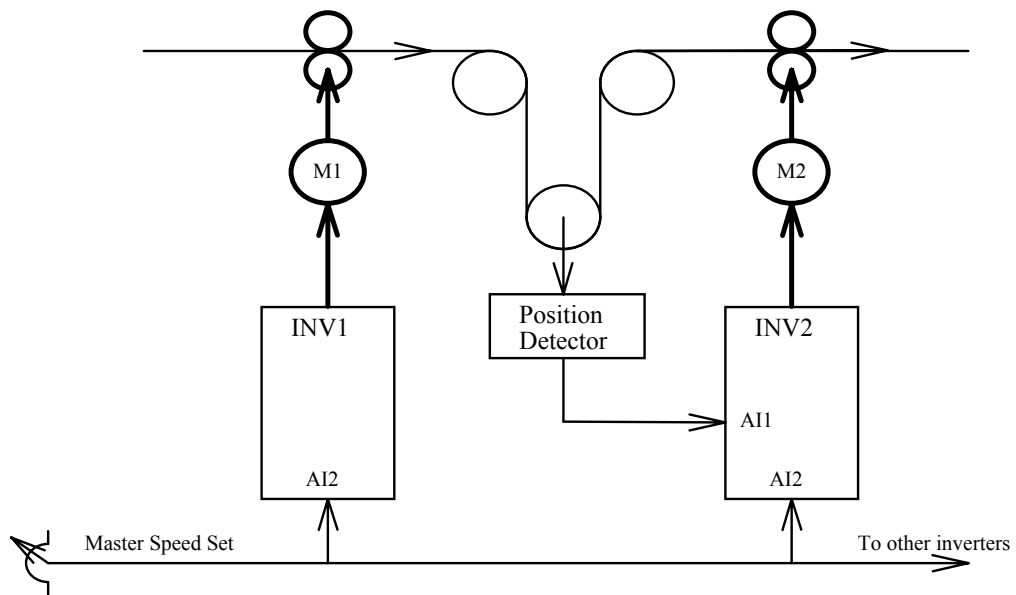 M1
M2
INV1
Position
Detector
INV2
AI1
AI2
AI2
Master Speed Set
To other inverters